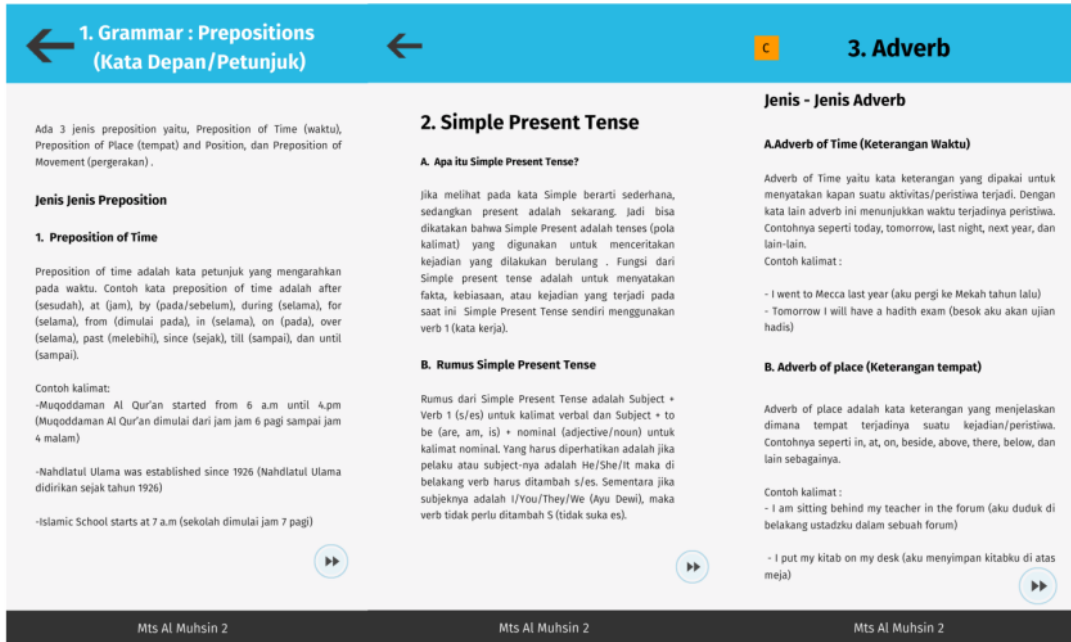 1. Grammar : Prepositions
(Kata Depan/Petunjuk)
Ada 3 jenis preposition yaitu, Preposition of Time (waktu),
Preposition of Place (tempat) and Position, dan Preposition of
Movement (pergerakan) .
Jenis Jenis Preposition
1. Preposition of Time
Preposition of time adalah kata petunjuk yang mengarahkan
pada waktu. Contoh kata preposition of time adalah after
(sesudah), at (jam), by (pada/sebelum), during (selama), for
(selama), from (dimulai pada), in (selama), on (pada), over
(selama), past (melebihi), since (sejak), till (sampai), dan until
(sampai).
Contoh kalimat:
-Muqoddaman Al Qur'an started from 6 a.m until 4.pm
(Muqoddaman Al Qur'an dimulai dari jam jam 6 pagi sampai jam
4 malam)
-Nahdlatul Ulama was established since 1926 (Nahdlatul Ulama
didirikan sejak tahun 1926)
-Islamic School starts at 7 a.m (sekolah dimulai jam 7 pagi)
Mts Al Muhsin 2
2. Simple Present Tense
A. Apa itu Simple Present Tense?
Jika melihat pada kata Simple berarti sederhana,
sedangkan present adalah sekarang. Jadi bisa
dikatakan bahwa Simple Present adalah tenses (pola
kalimat) yang digunakan untuk menceritakan
kejadian yang dilakukan berulang . Fungsi dari
Simple present tense adalah untuk menyatakan
fakta, kebiasaan, atau kejadian yang terjadi pada
saat ini Simple Present Tense sendiri menggunakan
verb 1 (kata kerja).
B. Rumus Simple Present Tense
Rumus dari Simple Present Tense adalah Subject +
Verb 1 (s/es) untuk kalimat verbal dan Subject + to
be (are, am, is) + nominal (adjective/noun) untuk
kalimat nominal. Yang harus diperhatikan adalah jika
pelaku atau subject-nya adalah He/She/It maka di
belakang verb harus ditambah s/es. Sementara jika
subjeknya adalah I/You/They/We (Ayu Dewi), maka
verb tidak perlu ditambah S (tidak suka es).
Mts Al Muhsin 2
C
3. Adverb
Jenis - Jenis Adverb
A.Adverb of Time (Keterangan Waktu)
Adverb of Time yaitu kata keterangan yang dipakai untuk
menyatakan kapan suatu aktivitas/peristiwa terjadi. Dengan
kata lain adverb ini menunjukkan waktu terjadinya peristiwa.
Contohnya seperti today, tomorrow, last night, next year, dan
lain-lain.
Contoh kalimat :
- I went to Mecca last year (aku pergi ke Mekah tahun lalu)
- Tomorrow I will have a hadith exam (besok aku akan ujian
hadis)
B. Adverb of place (Keterangan tempat)
Adverb of place adalah kata keterangan yang menjelaskan
dimana tempat terjadinya suatu kejadian/peristiwa.
Contohnya seperti in, at, on, beside, above, there, below, dan
lain sebagainya.
Contoh kalimat :
- I am sitting behind my teacher in the forum (aku duduk di
belakang ustadzku dalam sebuah forum)
- I put my kitab on my desk (aku menyimpan kitabku di atas
meja)
Mts Al Muhsin 2